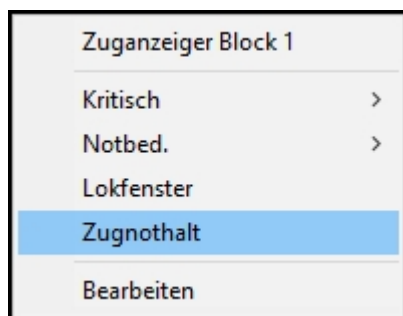 Zuganzeiger Block 1
Kritisch
Notbed.
Lokfenster
Zugnothalt
Bearbeiten